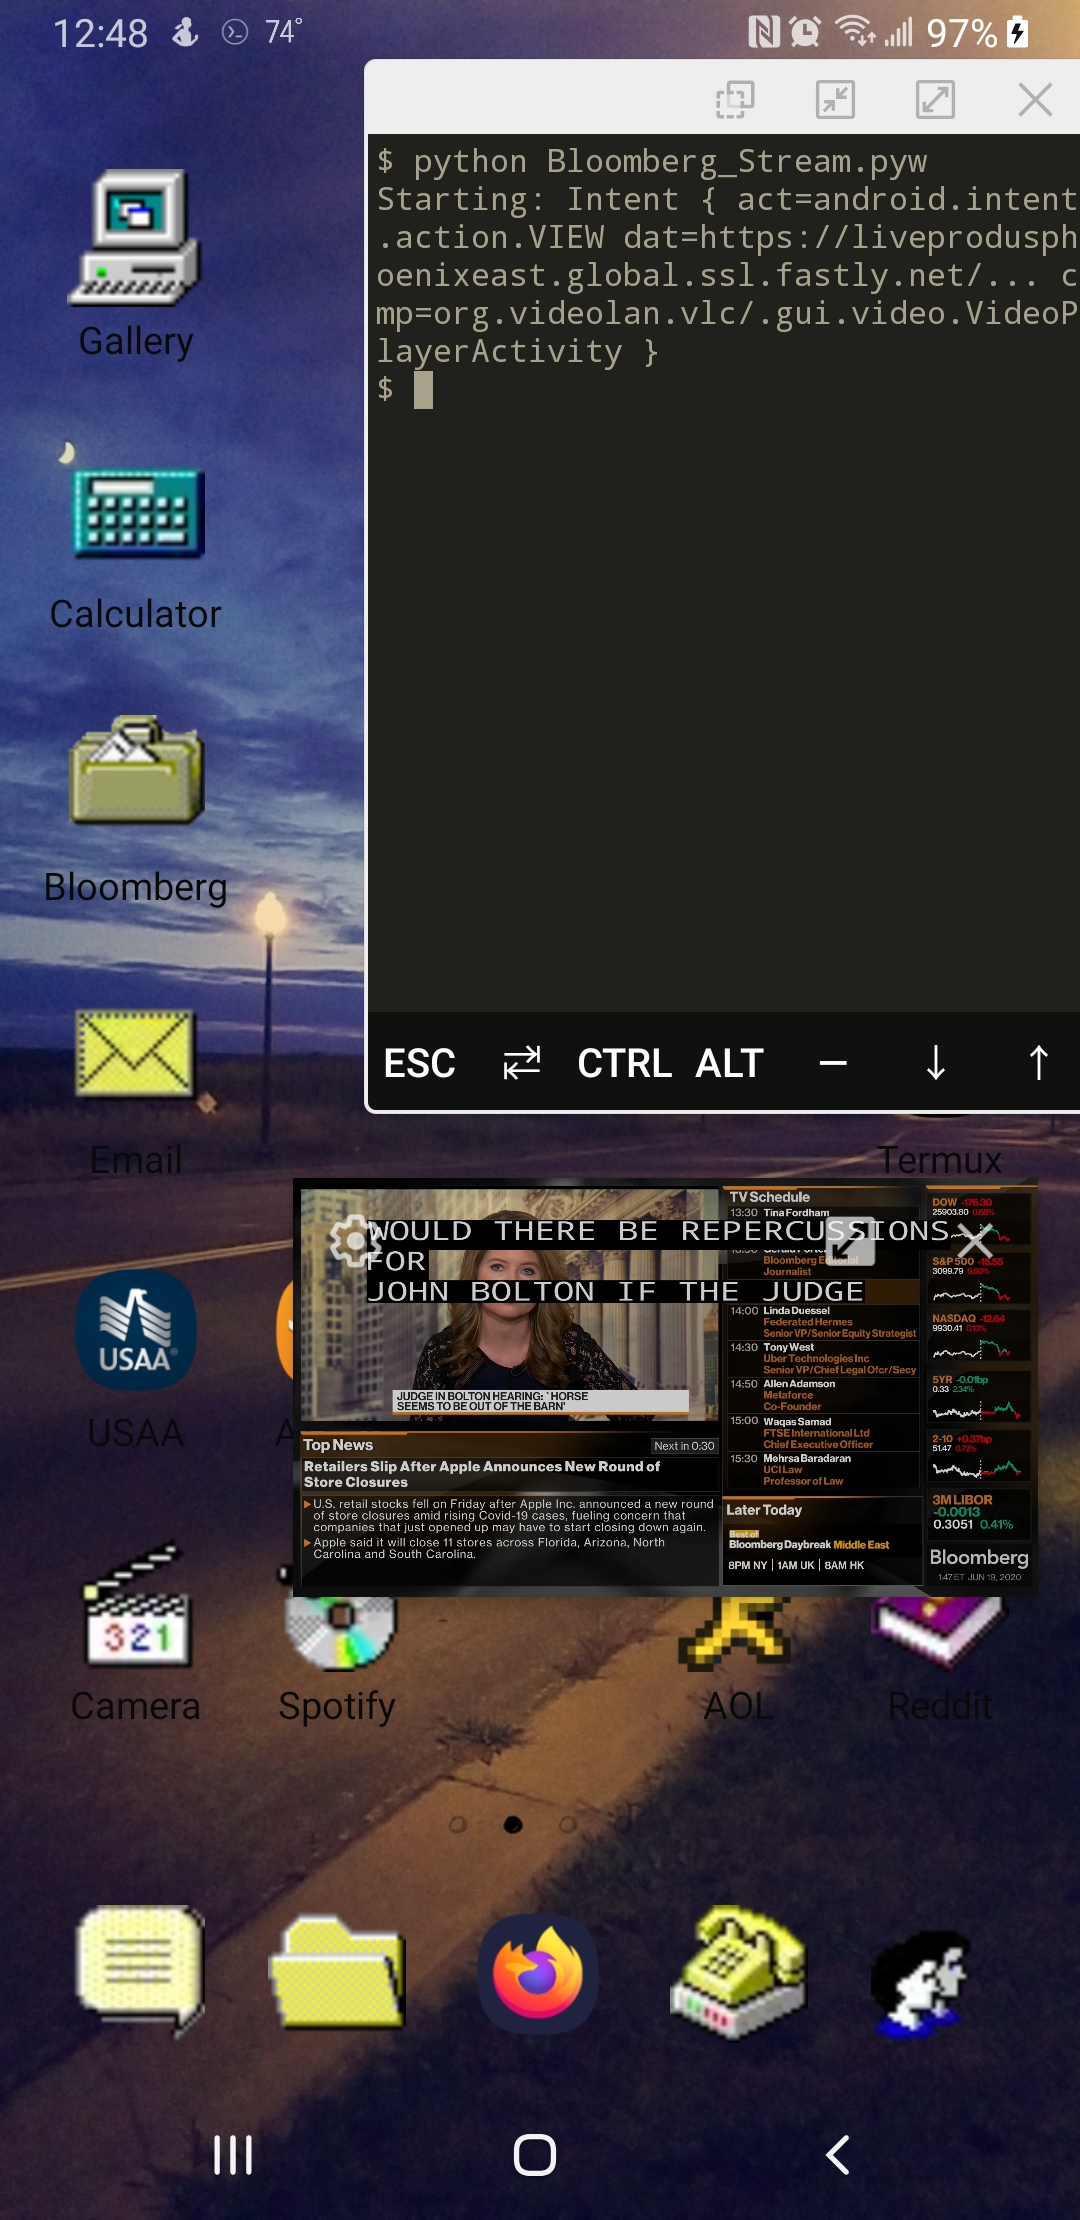 12:48 74° 97%
$ python Bloomberg_Stream.pyw
Starting: Intent { act=android.intent
.action.VIEW dat=https://liveprodusph
oenixeast.global.ssl.fastly.net/... c
mp=org.videolan.vlc/.gui.video.VideoP
layerActivity }
$
ESC CTRL ALT
Gallery
Calculator
Bloomberg
Email
Termux
USAA
USAA
A
WOULD THERE BE REPERCUSSIONS
FOR
JOHN BOLTON IF THE JUDGE
JUDGE IN BOLTON HEARING: `HORSE
SEEMS TO BE OUT OF THE BARN'
Top News Next in 0:30
Retailers Slip After Apple Announces New Round of
Store Closures
U.S. retail stocks fell on Friday after Apple Inc. announced a new round
of store closures amid rising Covid-19 cases, fueling concern that
companies that just opened up may have to start closing down again.
Apple said it will close 11 stores across Florida, Arizona, North
Carolina and South Carolina.
TV Schedule
13:30 Tina Fordham
Bloomberg Editorial
Journalist
14:00 Linda Duessel
Federated Hermes
Senior VP/Senior Equity Strategist
14:30 Tony West
Uber Technologies Inc
Senior VP/Chief Legal Ofcr/Secy
14:50 Allen Adamson
Metaforce
Co-Founder
15:00 Waqas Samad
FTSE International Ltd
Chief Executive Officer
15:30 Mehrsa Baradaran
UCI Law
Professor of Law
Later Today
Best of
Bloomberg Daybreak Middle East
8PM NY | 1AM UK | 8AM HK
DOW -176.30
25903.80 0.68%
S&P 500 -15.55
3099.79 0.50%
NASDAQ -12.64
9930.41 0.13%
5YR -0.01bp
0.33 2.34%
2-10 +0.37bp
51.47 0.72%
3M LIBOR
-0.0013
0.3051 0.41%
Bloomberg
1:47 ET JUN 19, 2020
321
Camera
Spotify
AOL
Reddit